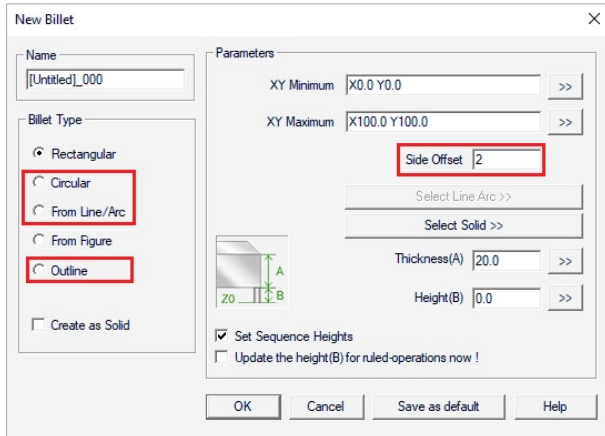 New Billet
Name
[Untitled]_000
Billet Type
Rectangular
Circular
From Line/Arc
From Figure
Outline
Create as Solid
Parameters
XY Minimum X0.0 Y0.0 >>
XY Maximum X100.0 Y100.0 >>
Side Offset 2
Select Line Arc >>
Select Solid >>
A
Z0 B
Thickness(A) 20.0 >>
Height(B) 0.0 >>
Set Sequence Heights
Update the height(B) for ruled-operations now !
OK Cancel Save as default Help